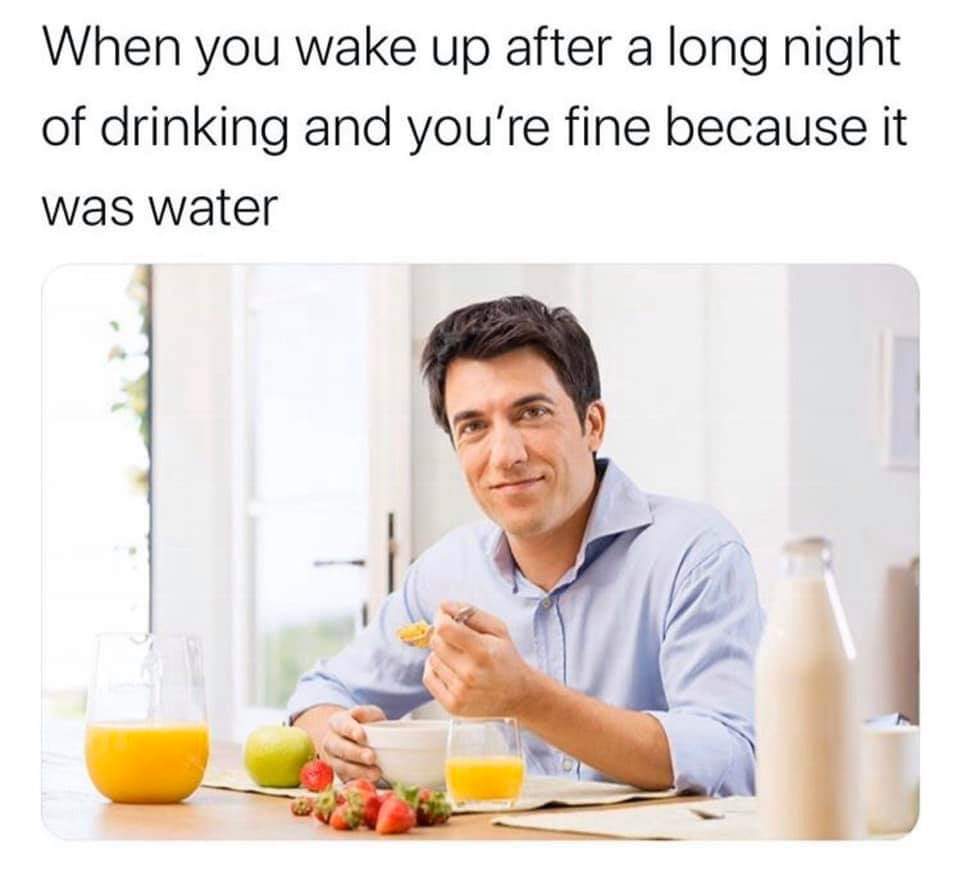 When you wake up after a long night
of drinking and you’re fine because it
was water